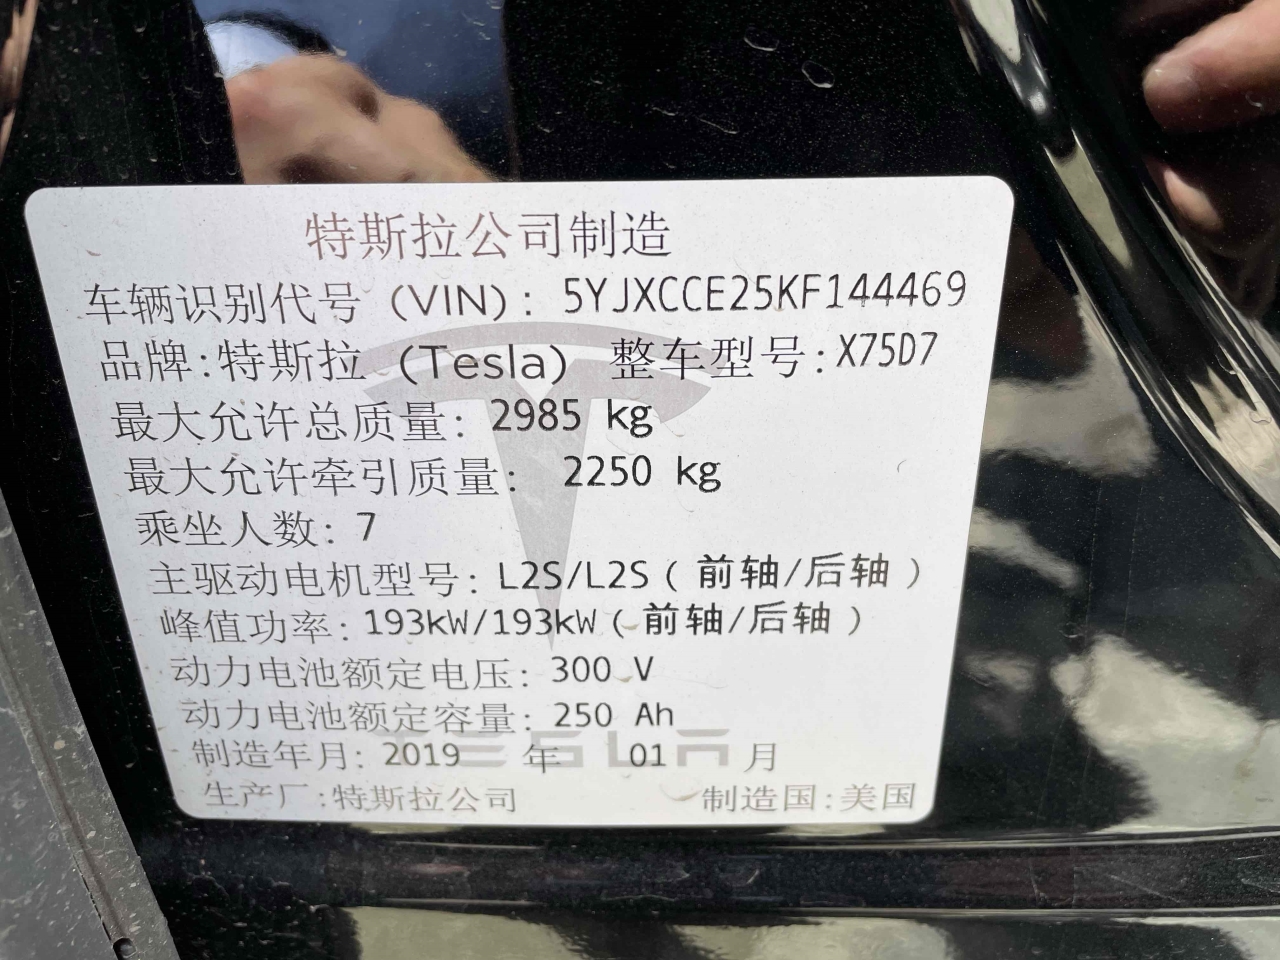 特斯拉公司制造
车辆识别代号 (VIN): 5YJXCCE25KF144469
品牌:特斯拉 (Tesla) 整车型号:X75D7
最大允许总质量: 2985 kg
最大允许牵引质量: 2250 kg
乘坐人数: 7
主驱动电机型号: L2S/L2S ( 前轴/后轴 )
峰值功率: 193kW/193kW ( 前轴/后轴 )
动力电池额定电压: 300 V
动力电池额定容量: 250 Ah
TESLA
制造年月: 2019 年 01 月
生产厂:特斯拉公司 制造国:美国